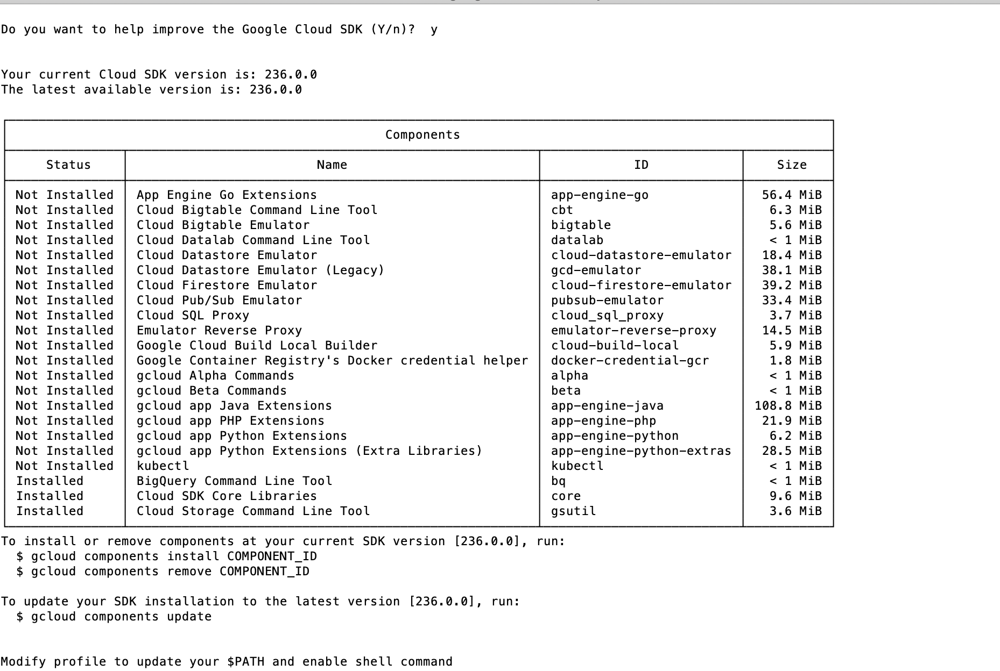 Do you want to help improve the Google Cloud SDK (Y/n)?  y
Your current Cloud SDK version is: 236.0.0
The latest available version is: 236.0.0
Components
Status Name ID Size
Not Installed App Engine Go Extensions app-engine-go 56.4 MiB
Not Installed Cloud Bigtable Command Line Tool cbt 6.3 MiB
Not Installed Cloud Bigtable Emulator bigtable 5.6 MiB
Not Installed Cloud Datalab Command Line Tool datalab < 1 MiB
Not Installed Cloud Datastore Emulator cloud-datastore-emulator 18.4 MiB
Not Installed Cloud Datastore Emulator (Legacy) gcd-emulator 38.1 MiB
Not Installed Cloud Firestore Emulator cloud-firestore-emulator 39.2 MiB
Not Installed Cloud Pub/Sub Emulator pubsub-emulator 33.4 MiB
Not Installed Cloud SQL Proxy cloud_sql_proxy 3.7 MiB
Not Installed Emulator Reverse Proxy emulator-reverse-proxy 14.5 MiB
Not Installed Google Cloud Build Local Builder cloud-build-local 5.9 MiB
Not Installed Google Container Registry's Docker credential helper docker-credential-gcr 1.8 MiB
Not Installed gcloud Alpha Commands alpha < 1 MiB
Not Installed gcloud Beta Commands beta < 1 MiB
Not Installed gcloud app Java Extensions app-engine-java 108.8 MiB
Not Installed gcloud app PHP Extensions app-engine-php 21.9 MiB
Not Installed gcloud app Python Extensions app-engine-python 6.2 MiB
Not Installed gcloud app Python Extensions (Extra Libraries) app-engine-python-extras 28.5 MiB
Not Installed kubectl kubectl < 1 MiB
Installed BigQuery Command Line Tool bq < 1 MiB
Installed Cloud SDK Core Libraries core 9.6 MiB
Installed Cloud Storage Command Line Tool gsutil 3.6 MiB
To install or remove components at your current SDK version [236.0.0], run:
$ gcloud components install COMPONENT_ID
$ gcloud components remove COMPONENT_ID
To update your SDK installation to the latest version [236.0.0], run:
$ gcloud components update
Modify profile to update your $PATH and enable shell command